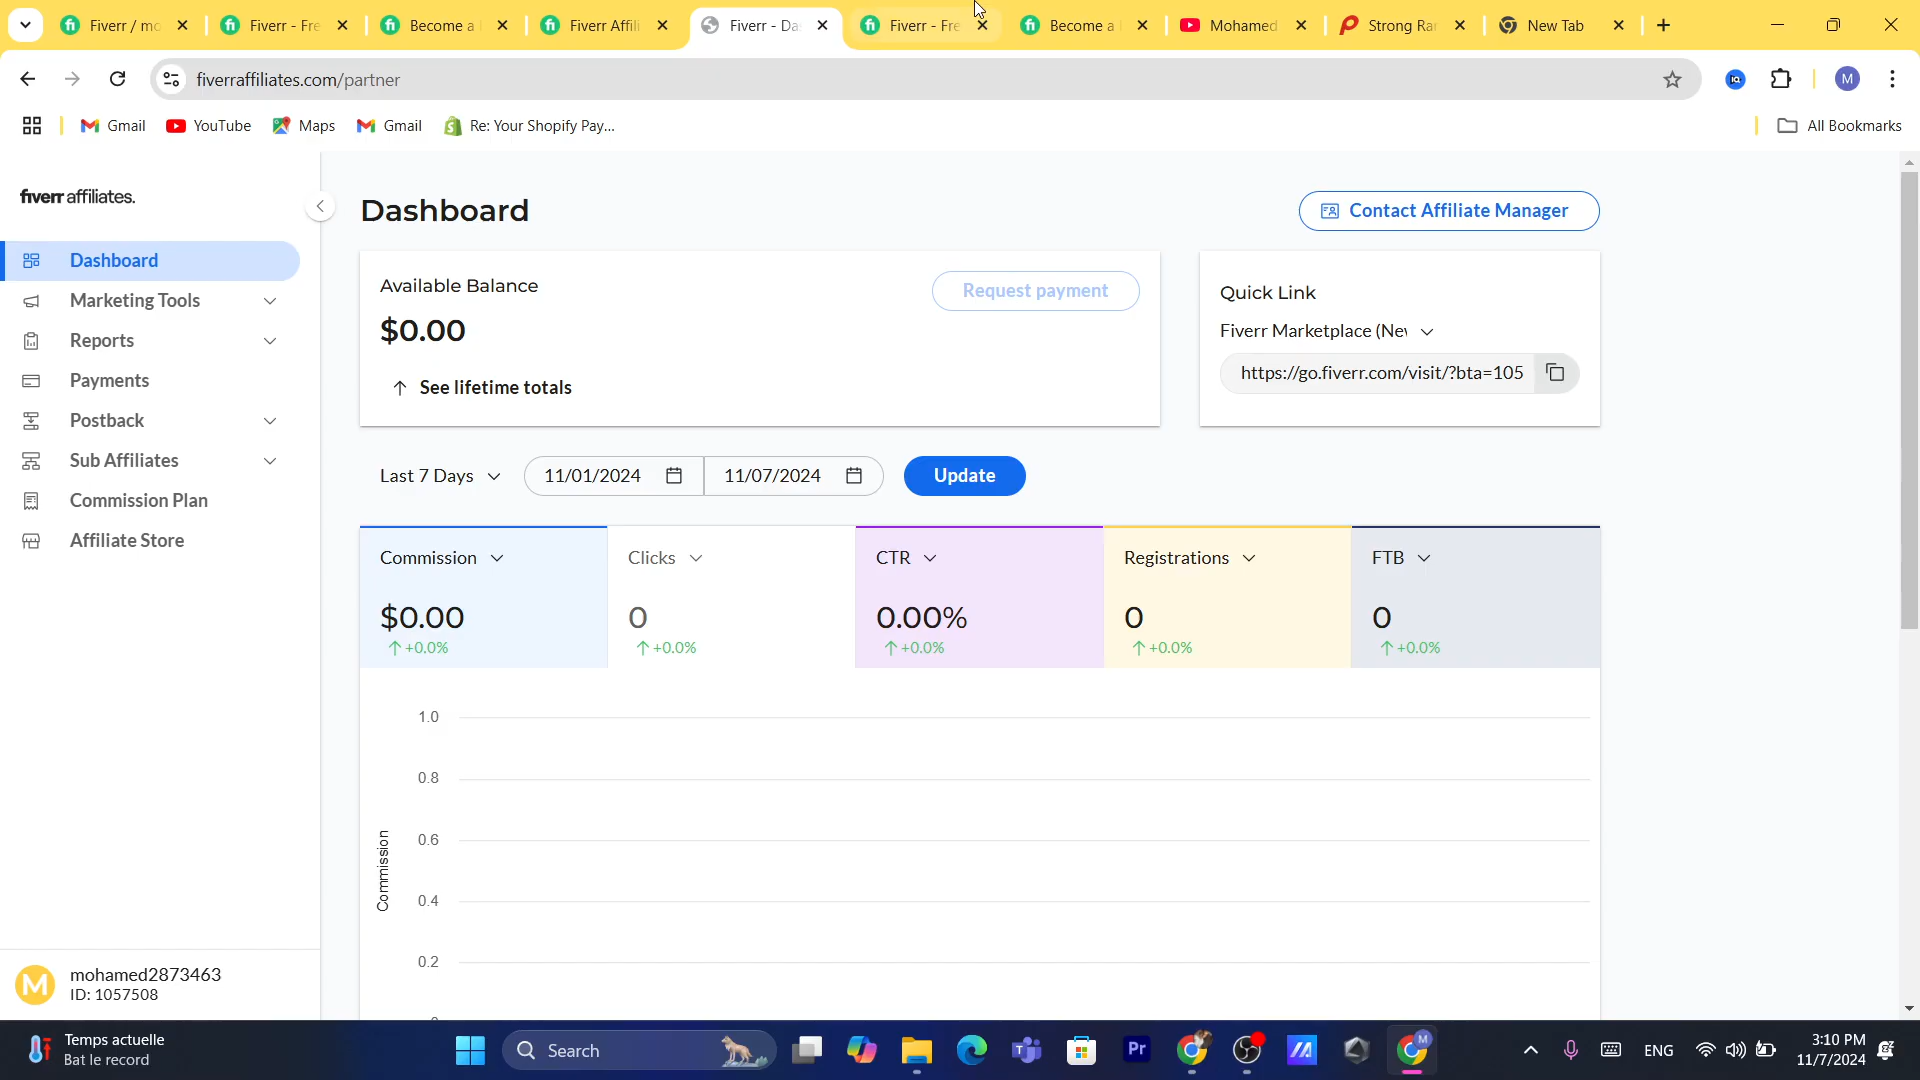 Fiverr / mo
Fiverr - Fre
Become a
Fiverr Affili
Fiverr - Da
Fiverr - Fre
Become a
Mohamed
Strong Ran
New Tab
fiverraffiliates.com/partner
M
Gmail
YouTube
Maps
Gmail
Re: Your Shopify Pay...
All Bookmarks
fiverr affiliates.
Dashboard
Marketing Tools
Reports
Payments
Postback
Sub Affiliates
Commission Plan
Affiliate Store
M
mohamed2873463
ID: 1057508
Dashboard
Contact Affiliate Manager
Available Balance
Request payment
$0.00
See lifetime totals
Quick Link
Fiverr Marketplace (Nev
https://go.fiverr.com/visit/?bta=105
Last 7 Days
11/01/2024
11/07/2024
Update
Commission
$0.00
+0.0%
Clicks
0
+0.0%
CTR
0.00%
+0.0%
Registrations
0
+0.0%
FTB
0
+0.0%
Commission
1.0
0.8
0.6
0.4
0.2
Temps actuelle
Bat le record
Search
Pr
M
ENG
3:10 PM
11/7/2024